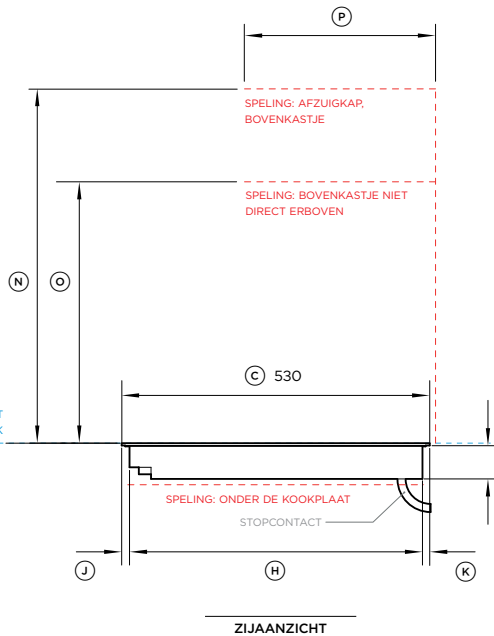 P
SPELING: AFZUIGKAP,
BOVENKASTJE
SPELING: BOVENKASTJE NIET
DIRECT ERBOVEN
N
O
C 530
T
K
SPELING: ONDER DE KOOKPLAAT
STOPCONTACT
J
H
K
ZIJAANZICHT